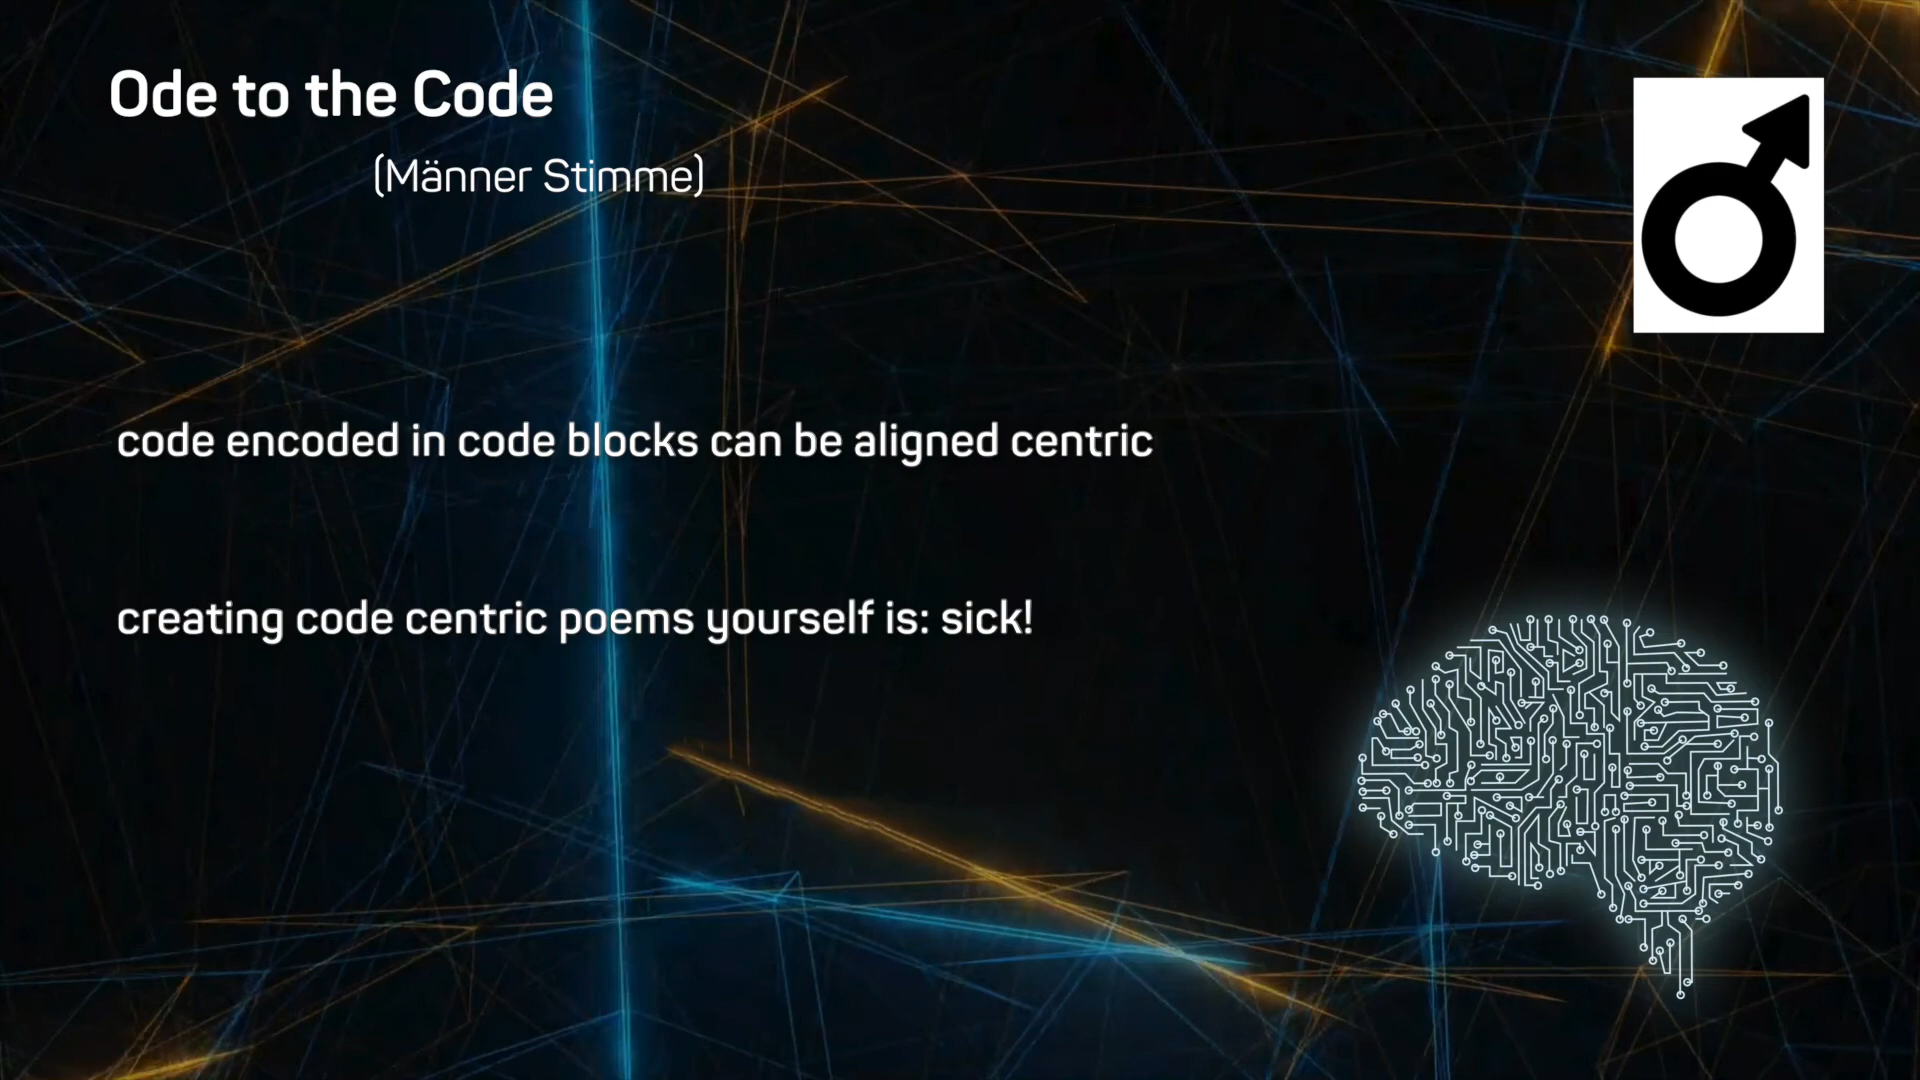 Ode to the Code
(Männer Stimme)
code encoded in code blocks can be aligned centric
creating code centric poems yourself is: sick!